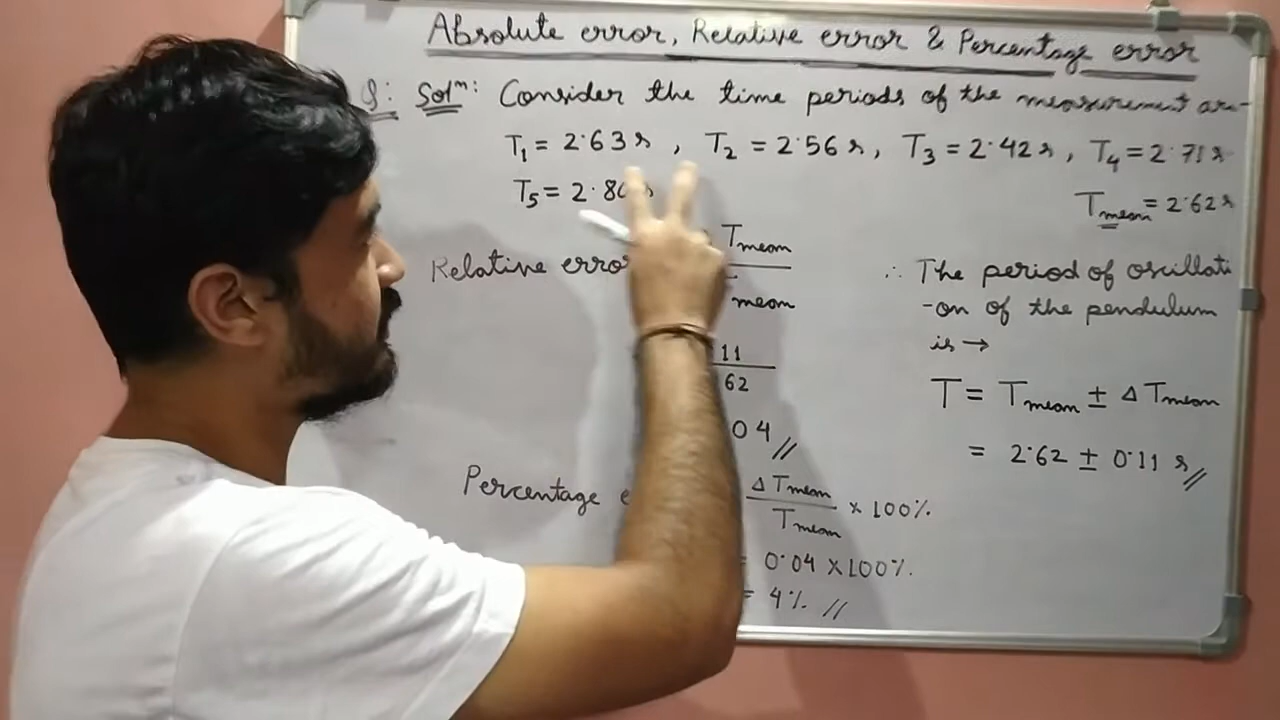 Absolute error, Relative error & Percentage error
Q: Solⁿ: Consider the time periods of the measurement are-
T₁ = 2.63 s, T₂ = 2.56 s, T₃ = 2.42 s, T₄ = 2.71 s
T₅ = 2.80 s
T_mean = 2.62 s
Relative error
T_mean
mean
11
62
04 //
Percentage
ΔT_mean / T_mean × 100%
= 0.04 × 100%.
= 4%. //
∴ The period of oscillati
-on of the pendulum
is →
T = T_mean ± ΔT_mean
= 2.62 ± 0.11 s //